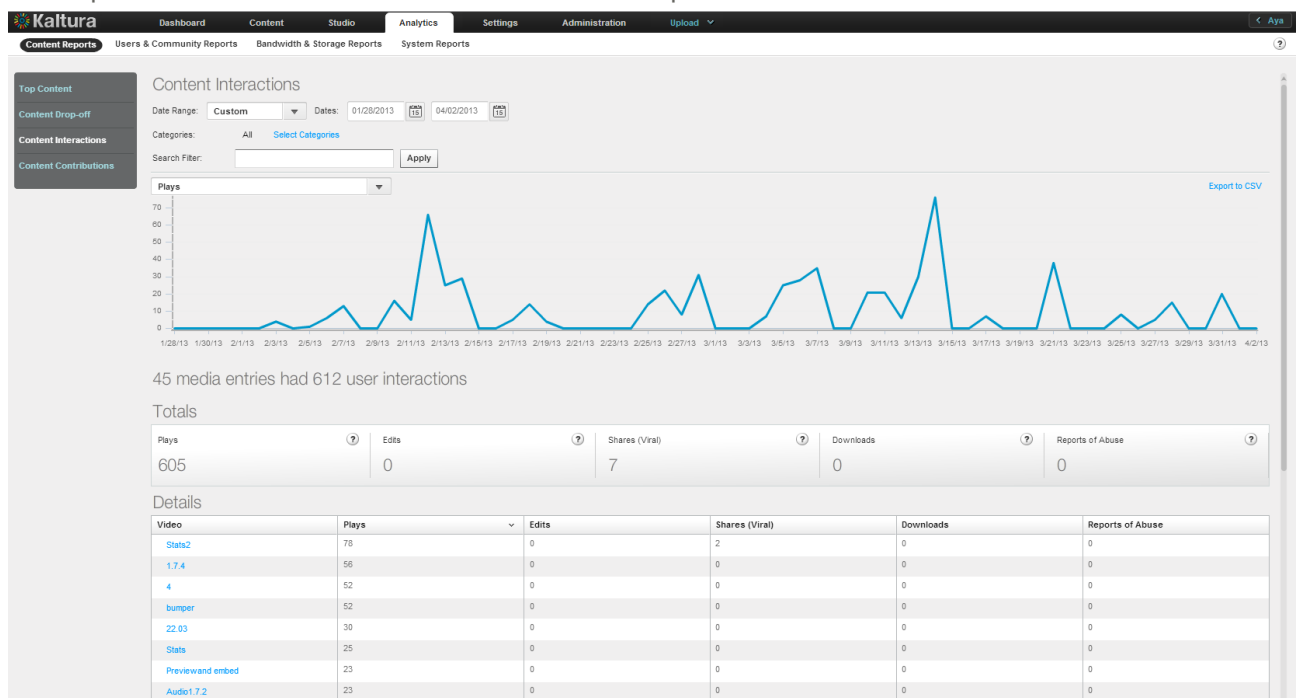 Kaltura Dashboard Content Studio Analytics Settings Administration Upload < Aya
Content Reports Users & Community Reports Bandwidth & Storage Reports System Reports ?
Top Content
Content Drop-off
Content Interactions
Content Contributions
Content Interactions
Date Range: Custom Dates: 01/28/2013 15 04/02/2013 15
Categories: All Select Categories
Search Filter: Apply
Plays Export to CSV
70
60
50
40
30
20
10
0
1/28/13 1/30/13 2/1/13 2/3/13 2/5/13 2/7/13 2/9/13 2/11/13 2/13/13 2/15/13 2/17/13 2/19/13 2/21/13 2/23/13 2/25/13 2/27/13 3/1/13 3/3/13 3/5/13 3/7/13 3/9/13 3/11/13 3/13/13 3/15/13 3/17/13 3/19/13 3/21/13 3/23/13 3/25/13 3/27/13 3/29/13 3/31/13 4/2/13
45 media entries had 612 user interactions
Totals
Plays ? Edits ? Shares (Viral) ? Downloads ? Reports of Abuse ?
605 0 7 0 0
Details
Video Plays Edits Shares (Viral) Downloads Reports of Abuse
Stats2 78 0 2 0 0
1.7.4 56 0 0 0 0
4 52 0 0 0 0
bumper 52 0 0 0 0
22.03 30 0 0 0 0
Stats 25 0 0 0 0
Previewand embed 23 0 0 0 0
Audio1.7.2 23 0 0 0 0